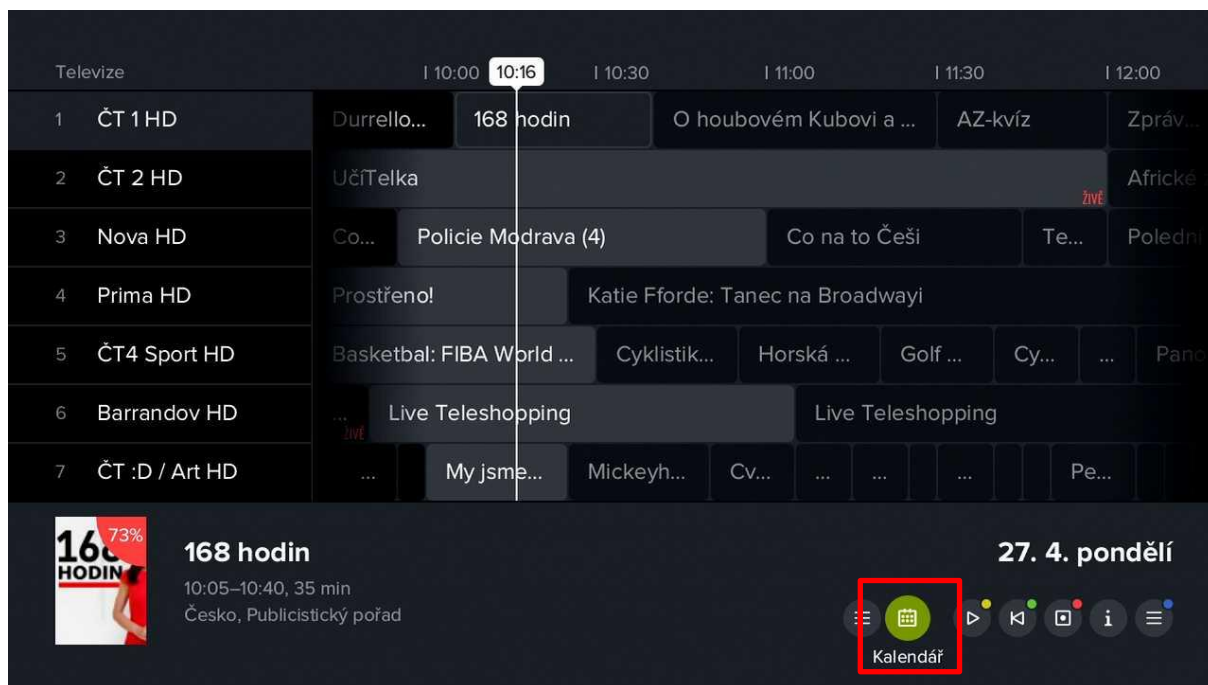 Televize 10:00 10:16 10:30 11:00 11:30 12:00
1 ČT 1 HD Durrello... 168 hodin O houbovém Kubovi a ... AZ-kvíz Zpráv...
2 ČT 2 HD UčíTelka ŽIVĚ Africké
3 Nova HD Co... Policie Modrava (4) Co na to Češi Te... Polední
4 Prima HD Prostřeno! Katie Fforde: Tanec na Broadwayi
5 ČT4 Sport HD Basketbal: FIBA World ... Cyklistik... Horská ... Golf ... Cy... ... Pano
6 Barrandov HD ... ŽIVĚ Live Teleshopping Live Teleshopping
7 ČT :D / Art HD ... My jsme... Mickeyh... Cv... ... ... ... Pe...
73%
168 HODIN
168 hodin
27. 4. pondělí
10:05–10:40, 35 min
Česko, Publicistický pořad
Kalendář